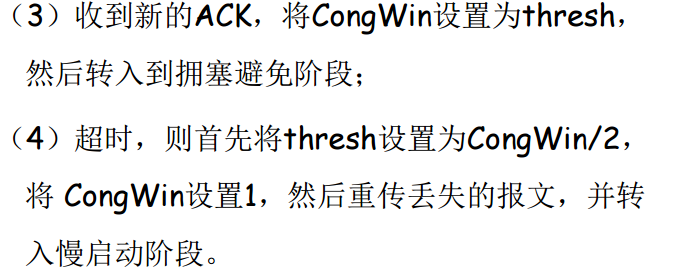 （3）收到新的ACK，将CongWin设置为thresh，
然后转入到拥塞避免阶段；
（4）超时，则首先将thresh设置为CongWin/2，
将 CongWin设置1，然后重传丢失的报文，并转
入慢启动阶段。